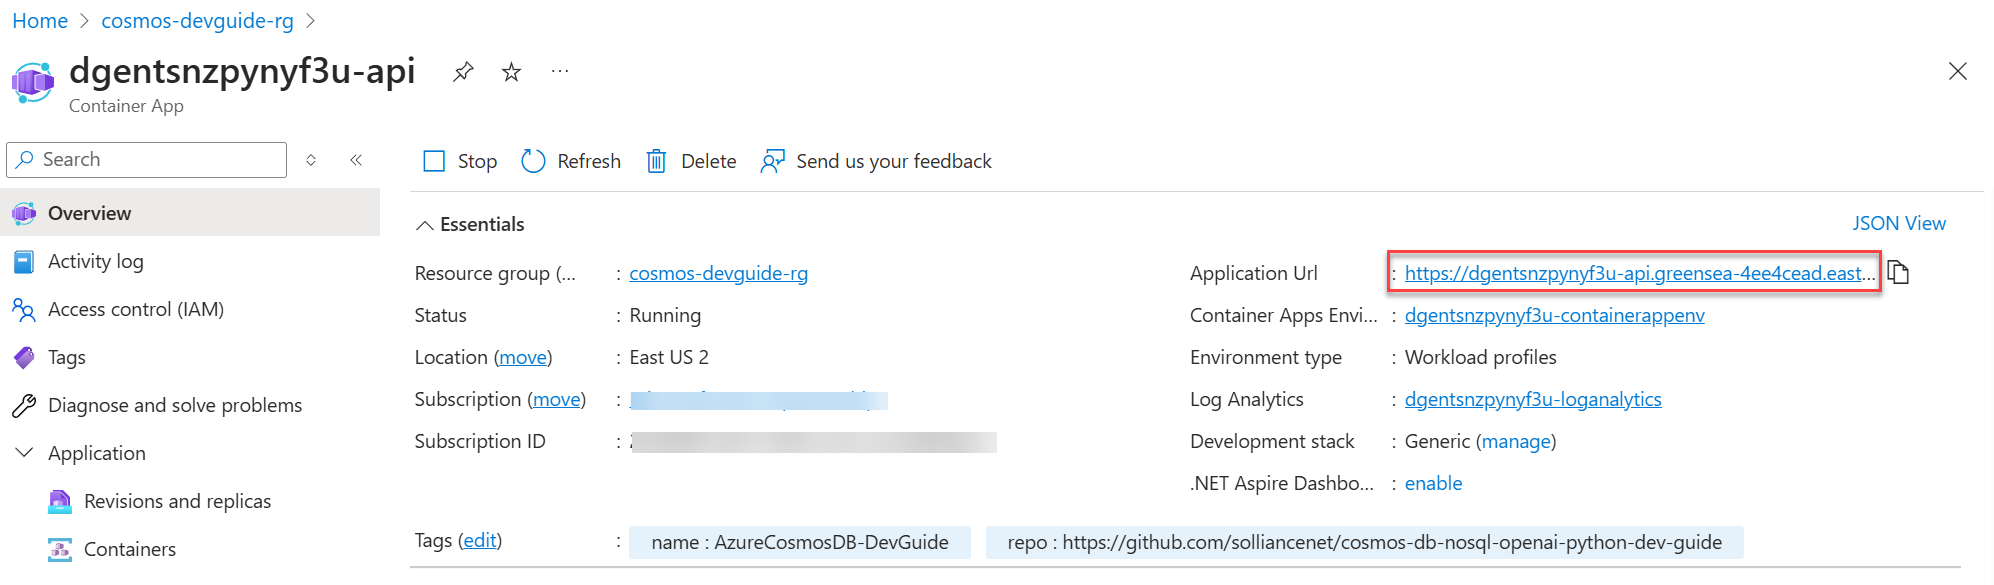 Home > cosmos-devguide-rg >
dgentsnzpynyf3u-api
Container App
Search
Stop Refresh Delete Send us your feedback
Overview
Activity log
Access control (IAM)
Tags
Diagnose and solve problems
Application
Revisions and replicas
Containers
Essentials
JSON View
Resource group (... : cosmos-devguide-rg
Status : Running
Location (move) : East US 2
Subscription (move) :
Subscription ID :
Application Url : https://dgentsnzpynyf3u-api.greensea-4ee4cead.east...
Container Apps Envi... : dgentsnzpynyf3u-containerappenv
Environment type : Workload profiles
Log Analytics : dgentsnzpynyf3u-loganalytics
Development stack : Generic (manage)
.NET Aspire Dashbo... : enable
Tags (edit) : name : AzureCosmosDB-DevGuide repo : https://github.com/solliancenet/cosmos-db-nosql-openai-python-dev-guide